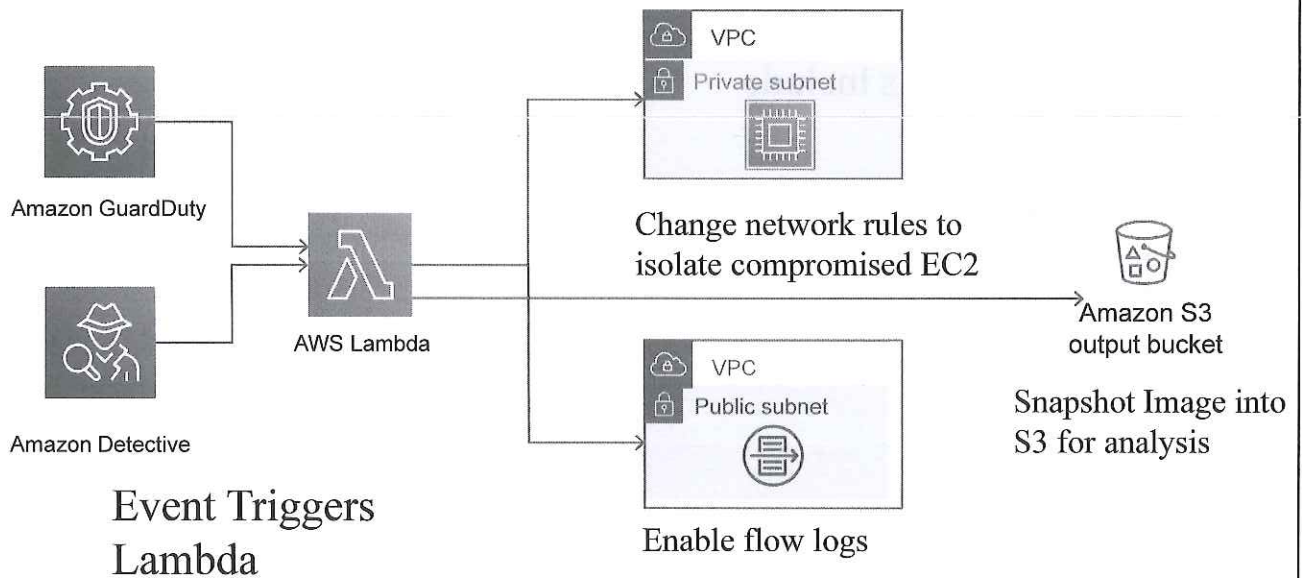 Amazon GuardDuty
Amazon Detective
Event Triggers
Lambda
AWS Lambda
VPC
Private subnet
Change network rules to
isolate compromised EC2
VPC
Public subnet
Enable flow logs
Amazon S3
output bucket
Snapshot Image into
S3 for analysis